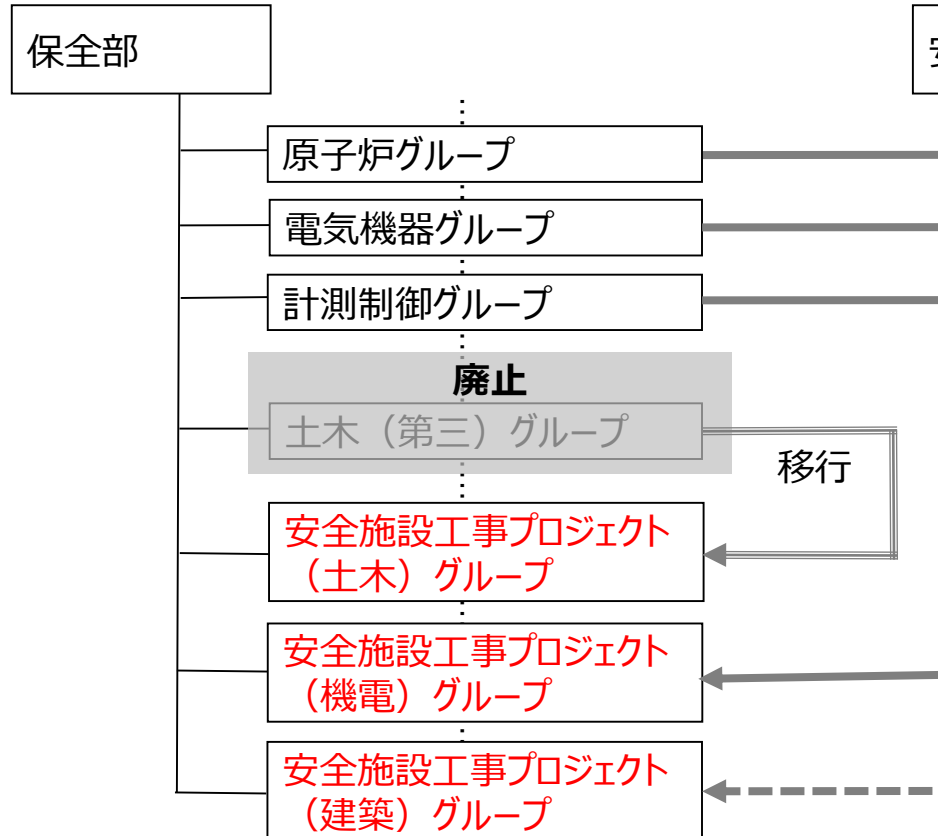 保全部
原子炉グループ
電気機器グループ
計測制御グループ
廃止
土木（第三）グループ
移行
安全施設工事プロジェクト
（土木）グループ
安全施設工事プロジェクト
（機電）グループ
安全施設工事プロジェクト
（建築）グループ